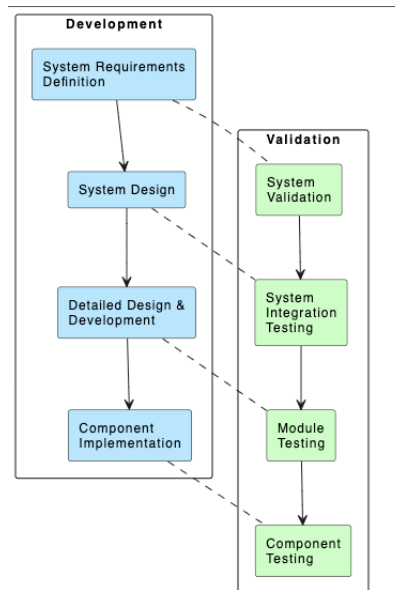 Development
System Requirements
Definition
System Design
Detailed Design &
Development
Component
Implementation
Validation
System
Validation
System
Integration
Testing
Module
Testing
Component
Testing